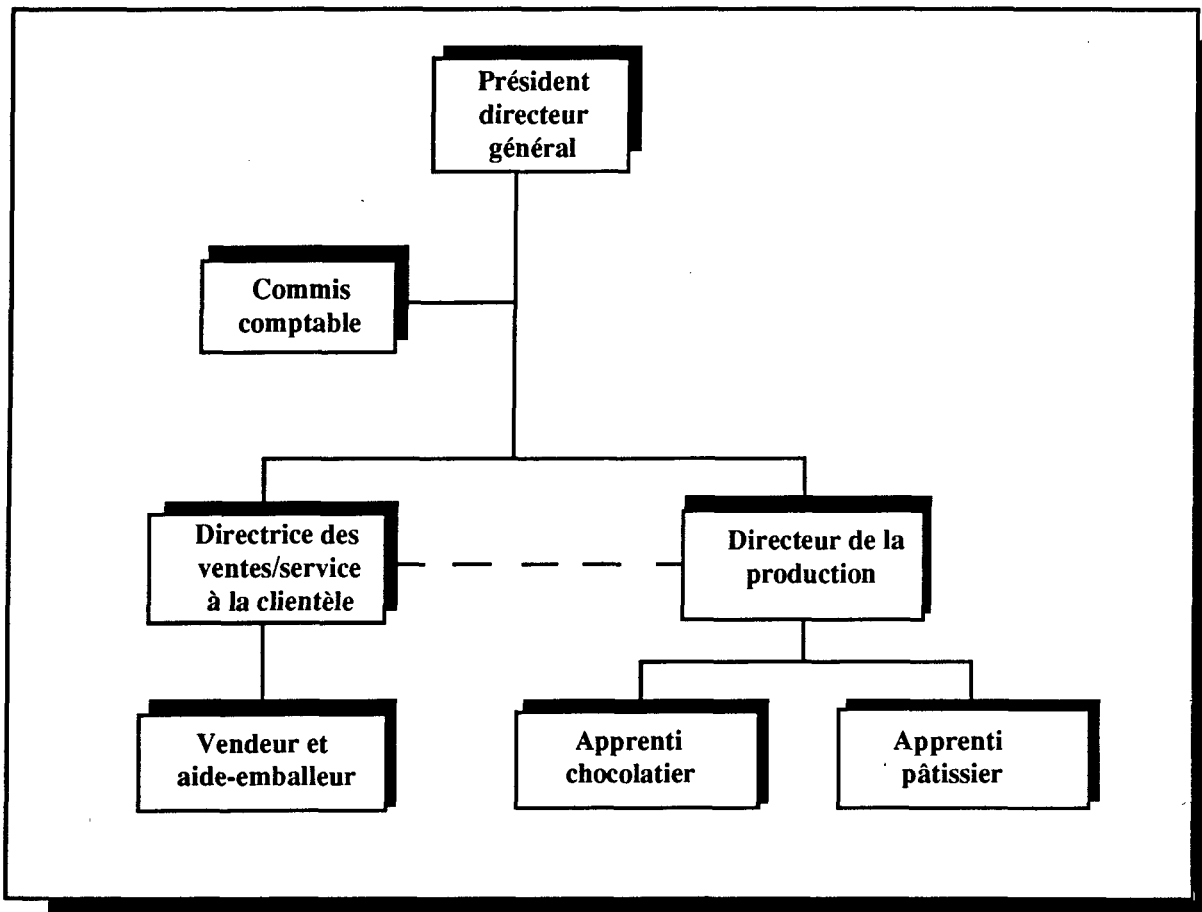 Président
directeur
général
Commis
comptable
Directrice des
ventes/service
à la clientèle
Directeur de la
production
Vendeur et
aide-emballeur
Apprenti
chocolatier
Apprenti
pâtissier